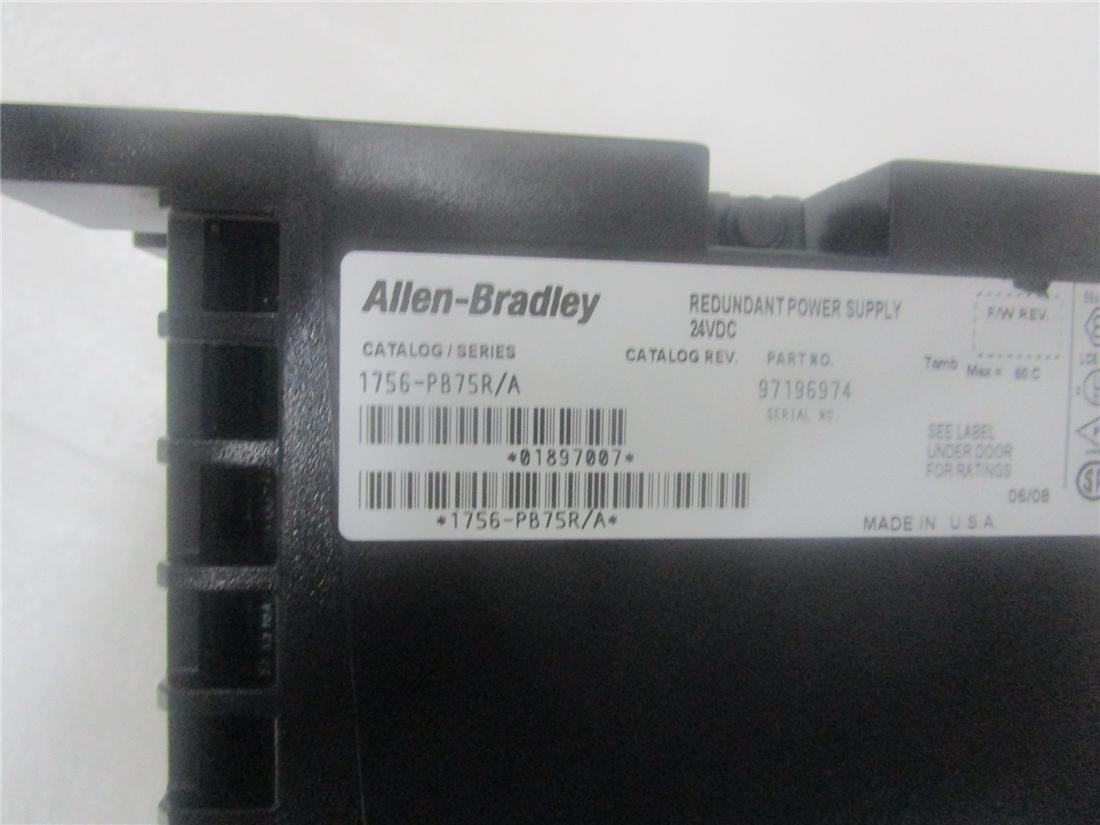 Allen-Bradley
REDUNDANT POWER SUPPLY
24VDC
F/W REV.
CATALOG / SERIES
CATALOG REV.
PART NO.
Tamb Max = 60 C
1756-PB75R/A
97196974
SERIAL NO.
*01897007*
SEE LABEL
UNDER DOOR
FOR RATINGS
06/08
*1756-PB75R/A*
MADE IN U.S.A.